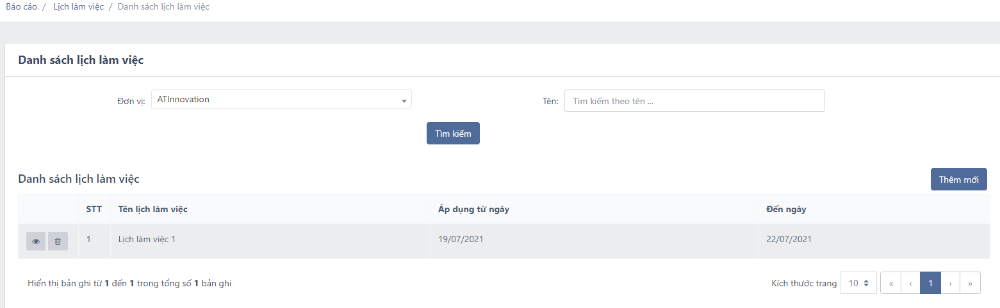 Báo cáo / Lịch làm việc / Danh sách lịch làm việc
Danh sách lịch làm việc
Đơn vị: ATInnovation Tên: Tìm kiếm theo tên ...
Tìm kiếm
Danh sách lịch làm việc Thêm mới
STT Tên lịch làm việc Áp dụng từ ngày Đến ngày
1 Lịch làm việc 1 19/07/2021 22/07/2021
Hiển thị bản ghi từ 1 đến 1 trong tổng số 1 bản ghi Kích thước trang 10 « ‹ 1 › »